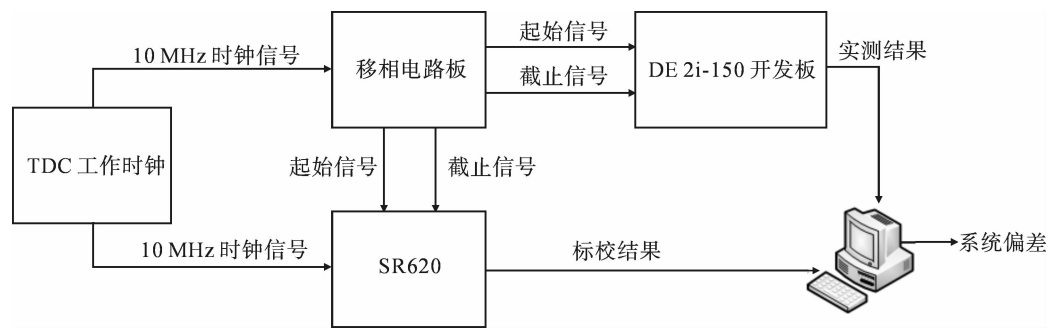 10 MHz 时钟信号
移相电路板
起始信号
截止信号
DE 2i-150 开发板
实测结果
TDC 工作时钟
起始信号
截止信号
10 MHz 时钟信号
SR620
标校结果
系统偏差